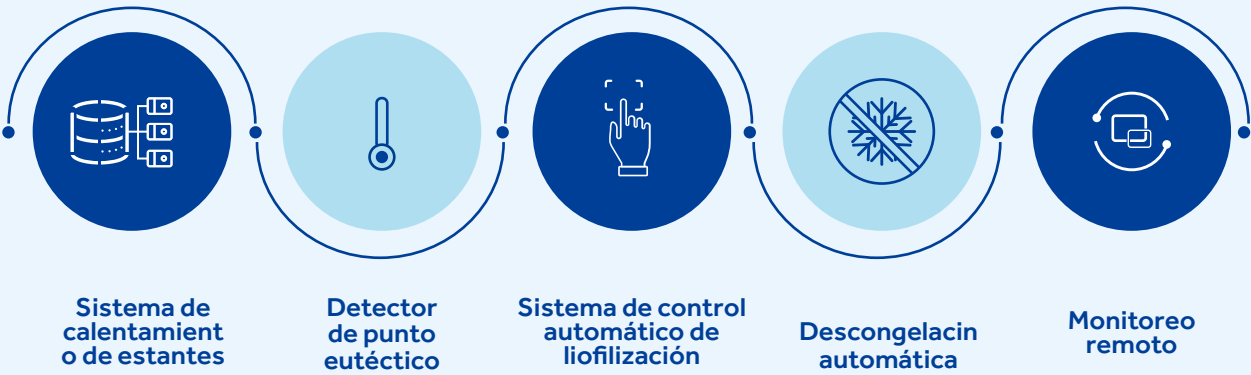 Sistema de
calentamient
o de estantes
Detector
de punto
eutéctico
Sistema de control
automático de
liofilización
Descongelacin
automática
Monitoreo
remoto